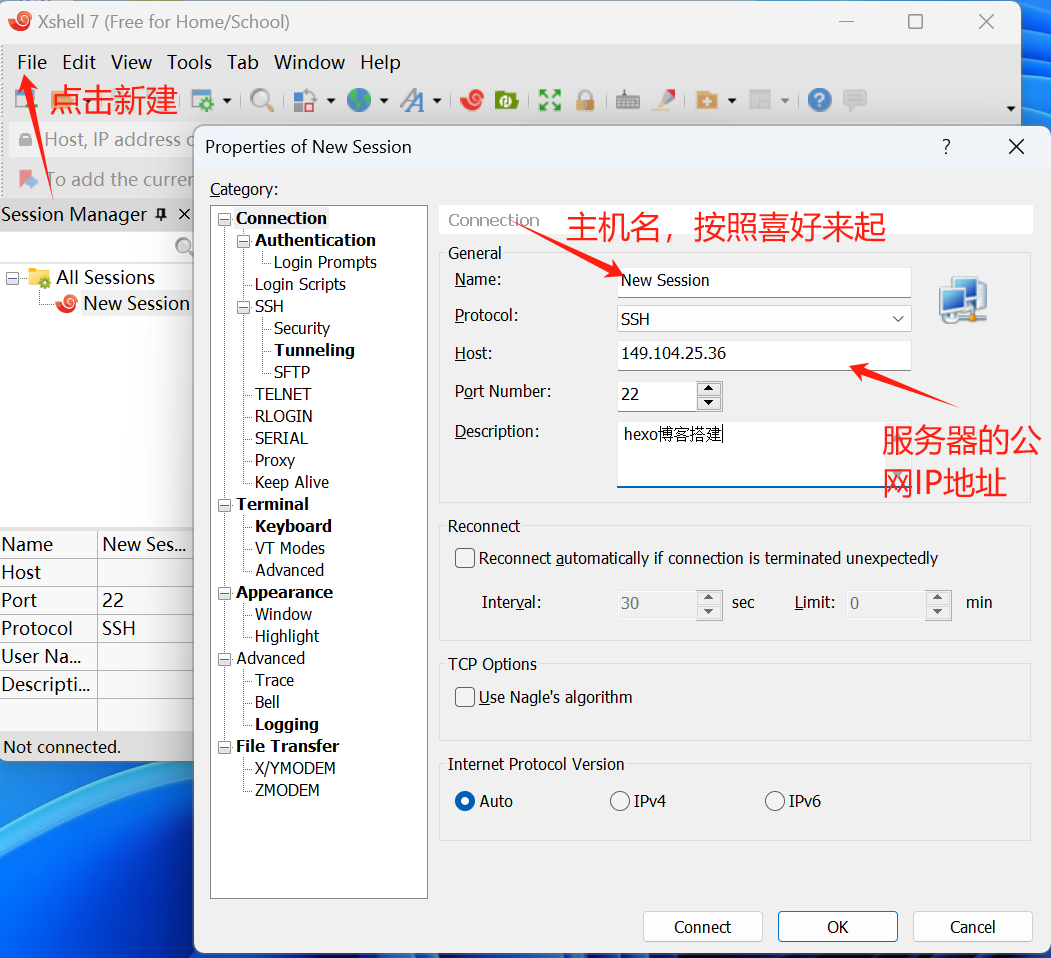 Xshell 7 (Free for Home/School)
File Edit View Tools Tab Window Help
点击新建
Host, IP address o
To add the curren
Session Manager
All Sessions
New Session
Name New Ses...
Host
Port 22
Protocol SSH
User Na...
Descripti...
Not connected.
Properties of New Session
Category:
Connection
Authentication
Login Prompts
Login Scripts
SSH
Security
Tunneling
SFTP
TELNET
RLOGIN
SERIAL
Proxy
Keep Alive
Terminal
Keyboard
VT Modes
Advanced
Appearance
Window
Highlight
Advanced
Trace
Bell
Logging
File Transfer
X/YMODEM
ZMODEM
Connection
主机名，按照喜好来起
General
Name: New Session
Protocol: SSH
Host: 149.104.25.36
Port Number: 22
Description: hexo博客搭建
服务器的公
网IP地址
Reconnect
Reconnect automatically if connection is terminated unexpectedly
Interval: 30 sec Limit: 0 min
TCP Options
Use Nagle's algorithm
Internet Protocol Version
Auto IPv4 IPv6
Connect OK Cancel